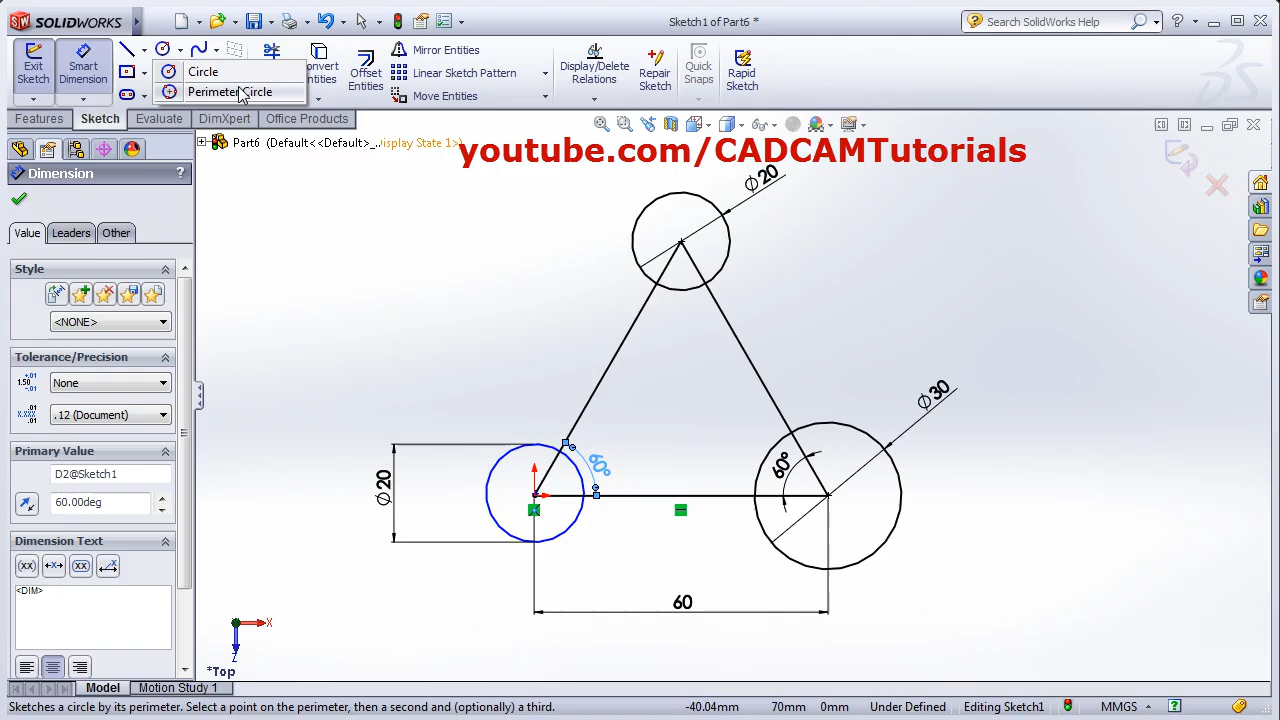 SOLIDWORKS
Sketch1 of Part6 *
Search SolidWorks Help
Exit
Sketch
Smart
Dimension
Circle
Perimeter Circle
onvert
ntities
Offset
Entities
Mirror Entities
Linear Sketch Pattern
Move Entities
Display/Delete
Relations
Repair
Sketch
Quick
Snaps
Rapid
Sketch
Features
Sketch
Evaluate
DimXpert
Office Products
Part6 (Default<<Default>_..isplay State 1>)
youtube.com/CADCAMTutorials
Dimension
?
Value
Leaders
Other
Style
<NONE>
Tolerance/Precision
None
.12 (Document)
Primary Value
D2@Sketch1
60.00deg
Dimension Text
<DIM>
Ø20
Ø30
60°
60°
Ø20
60
X
Z
*Top
Model
Motion Study 1
Sketches a circle by its perimeter. Select a point on the perimeter, then a second and (optionally) a third.
-40.04mm
70mm
0mm
Under Defined
Editing Sketch1
MMGS